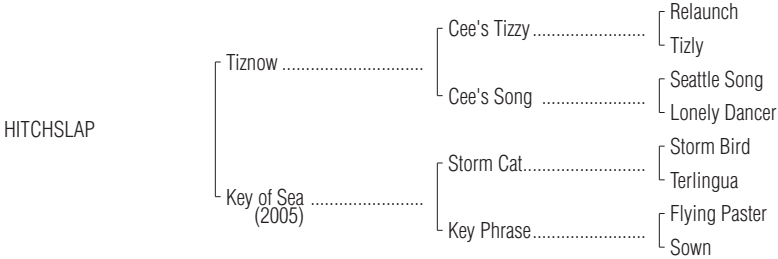 HITCHSLAP
Tiznow ............................
Key of Sea ......................
(2005)
Cee's Tizzy.......................
Cee's Song .....................
Storm Cat.........................
Key Phrase.......................
Relaunch
Tizly
Seattle Song
Lonely Dancer
Storm Bird
Terlingua
Flying Paster
Sown